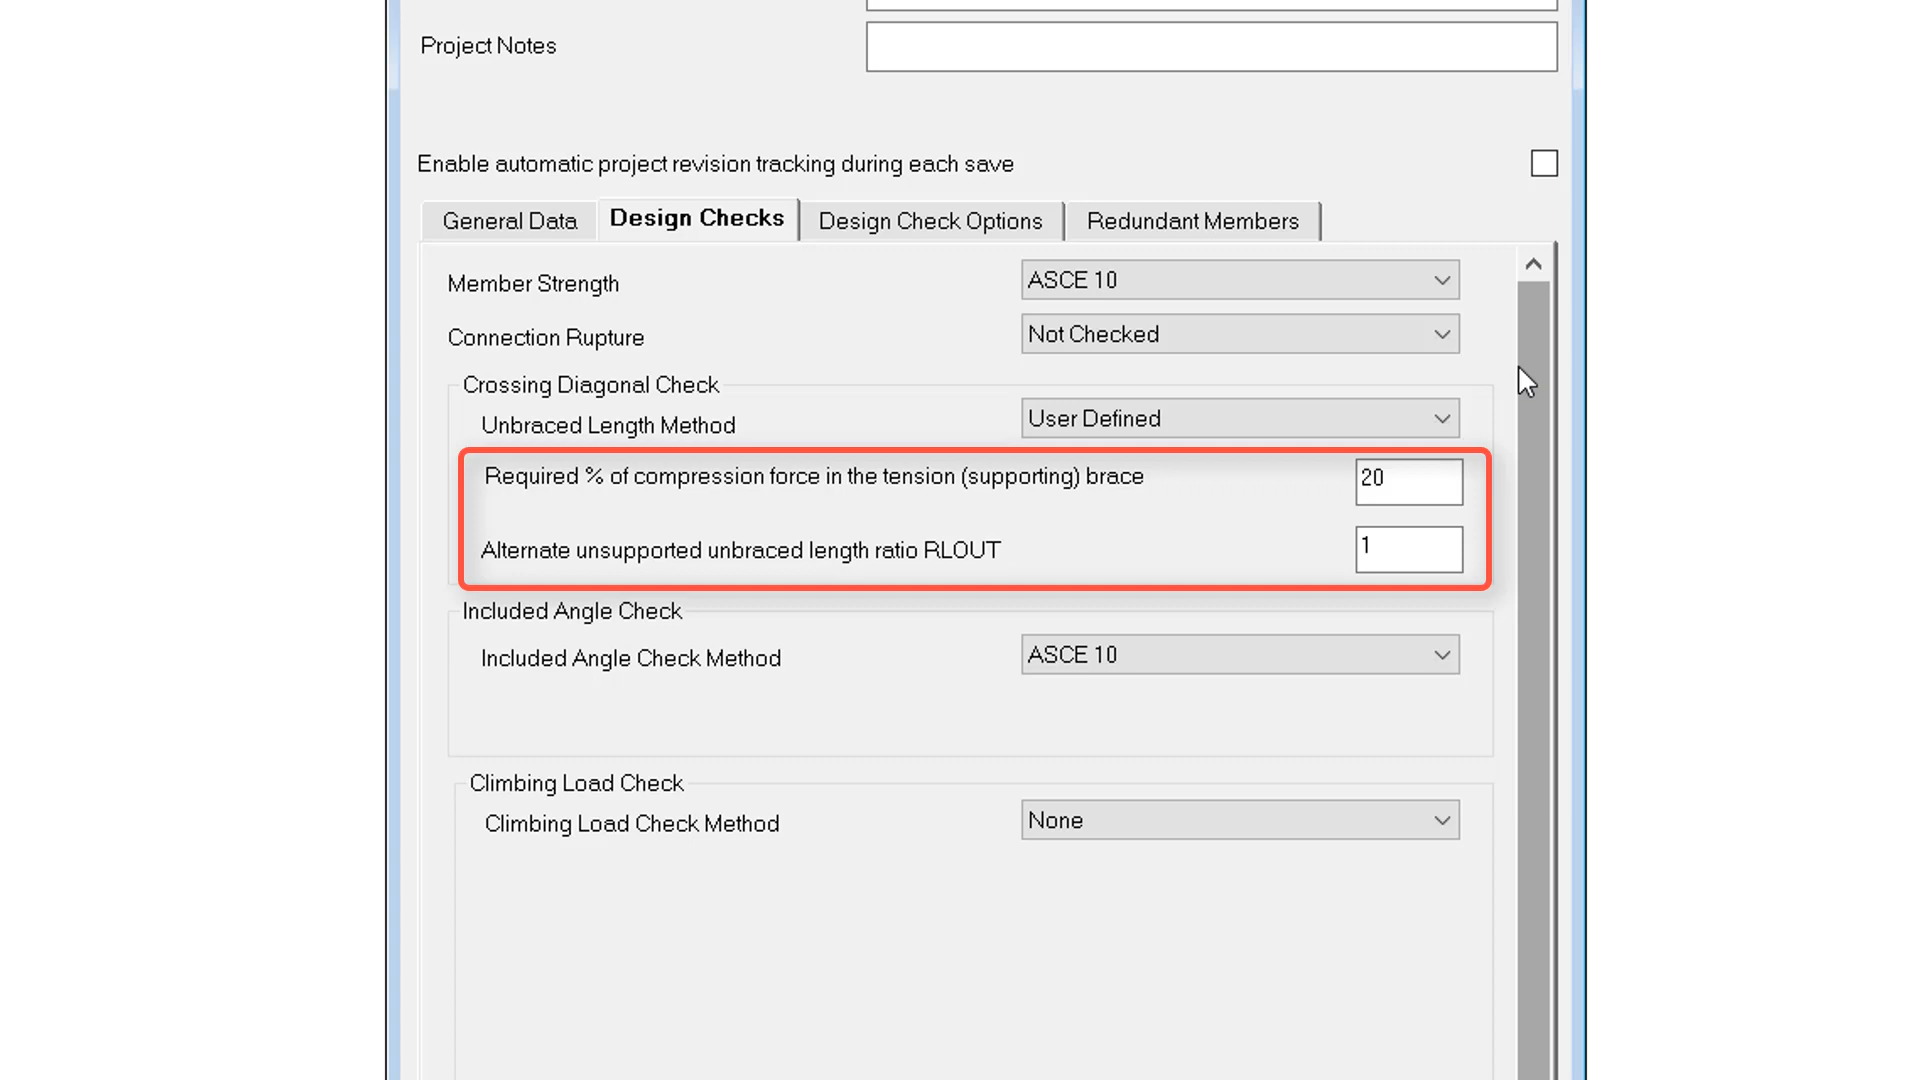 Project Notes
Enable automatic project revision tracking during each save
General Data
Design Checks
Design Check Options
Redundant Members
Member Strength
ASCE 10
Connection Rupture
Not Checked
Crossing Diagonal Check
Unbraced Length Method
User Defined
Required % of compression force in the tension (supporting) brace
20
Alternate unsupported unbraced length ratio RLOUT
1
Included Angle Check
Included Angle Check Method
ASCE 10
Climbing Load Check
Climbing Load Check Method
None